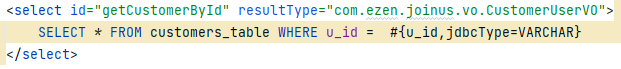 <select id="getCustomerById" resultType="com.ezen.joinus.vo.CustomerUserVO">
    SELECT * FROM customers_table WHERE u_id =  #{u_id,jdbcType=VARCHAR}
</select>